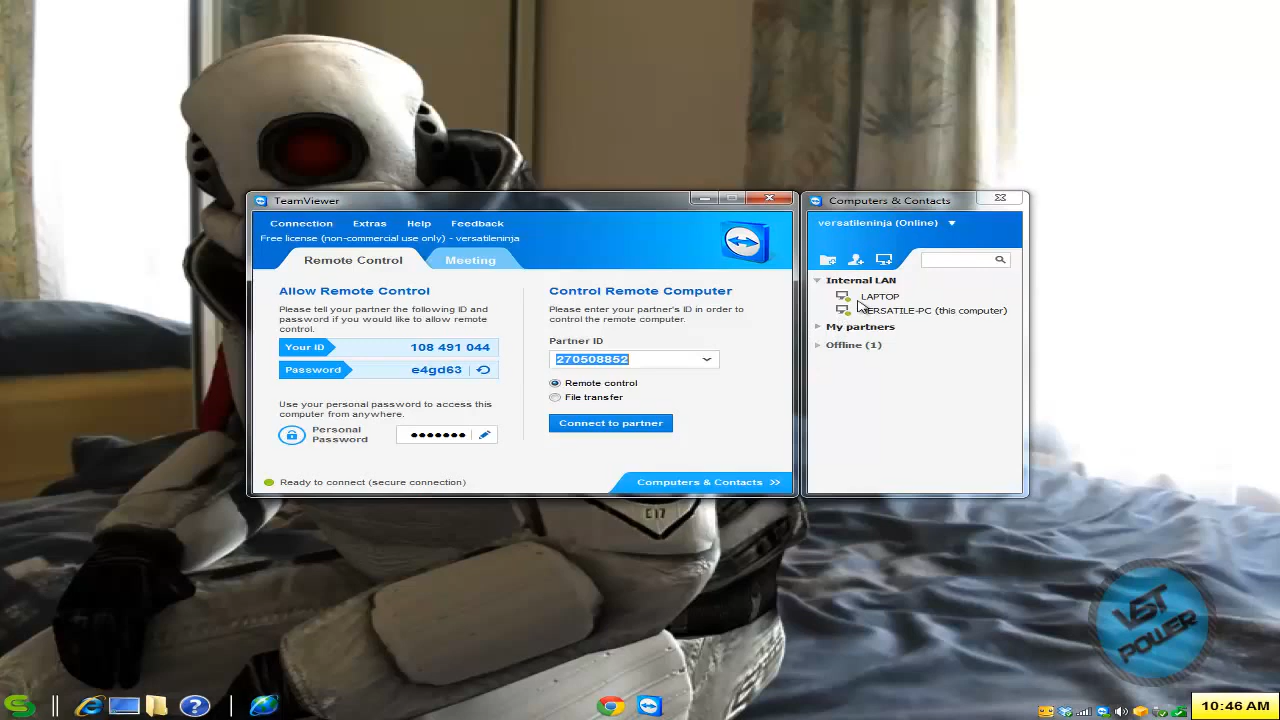 TeamViewer
Connection Extras Help Feedback
Free license (non-commercial use only) - versatileninja
Remote Control Meeting
Allow Remote Control
Please tell your partner the following ID and
password if you would like to allow remote
control.
Your ID 108 491 044
Password e4gd63
Use your personal password to access this
computer from anywhere.
Personal
Password
Ready to connect (secure connection)
Control Remote Computer
Please enter your partner's ID in order to
control the remote computer.
Partner ID
270508852
Remote control
File transfer
Connect to partner
Computers & Contacts >>
Computers & Contacts
versatileninja (Online)
Internal LAN
LAPTOP
VERSATILE-PC (this computer)
My partners
Offline (1)
C17
VST
POWER
10:46 AM